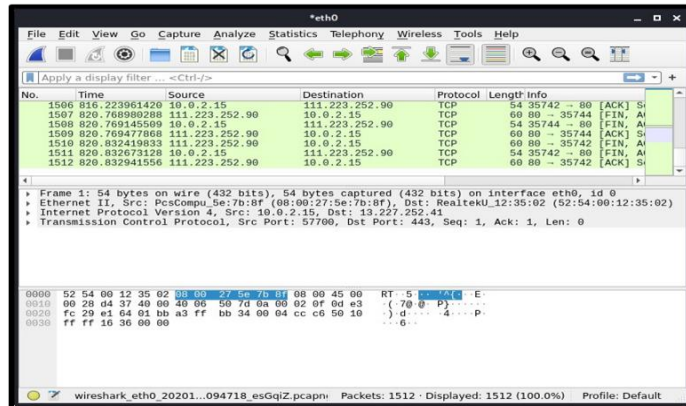 *eth0
File Edit View Go Capture Analyze Statistics Telephony Wireless Tools Help
Apply a display filter ... <Ctrl-/>
No. Time Source Destination Protocol Length Info
1506 816.223961420 10.0.2.15 111.223.252.90 TCP 54 35742 → 80 [ACK] S
1507 820.768980288 111.223.252.90 10.0.2.15 TCP 60 80 → 35744 [FIN, A
1508 820.769145509 10.0.2.15 111.223.252.90 TCP 54 35744 → 80 [FIN, A
1509 820.769477868 111.223.252.90 10.0.2.15 TCP 60 80 → 35744 [ACK] S
1510 820.832419833 111.223.252.90 10.0.2.15 TCP 60 80 → 35742 [FIN, A
1511 820.832673128 10.0.2.15 111.223.252.90 TCP 54 35742 → 80 [FIN, A
1512 820.832941556 111.223.252.90 10.0.2.15 TCP 60 80 → 35742 [ACK] S
Frame 1: 54 bytes on wire (432 bits), 54 bytes captured (432 bits) on interface eth0, id 0
Ethernet II, Src: PcsCompu_5e:7b:8f (08:00:27:5e:7b:8f), Dst: RealtekU_12:35:02 (52:54:00:12:35:02)
Internet Protocol Version 4, Src: 10.0.2.15, Dst: 13.227.252.41
Transmission Control Protocol, Src Port: 57700, Dst Port: 443, Seq: 1, Ack: 1, Len: 0
0000 52 54 00 12 35 02 08 00 27 5e 7b 8f 08 00 45 00 RT··5··· '^{···E·
0010 00 28 d4 37 40 00 40 06 50 7d 0a 00 02 0f 0d e3 ·(·7@·@· P}······
0020 fc 29 e1 64 01 bb a3 ff bb 34 00 04 cc c6 50 10 ·)·d···· ·4····P·
0030 ff ff 16 36 00 00 ···6··
wireshark_eth0_20201...094718_esGqiZ.pcapn Packets: 1512 · Displayed: 1512 (100.0%) Profile: Default